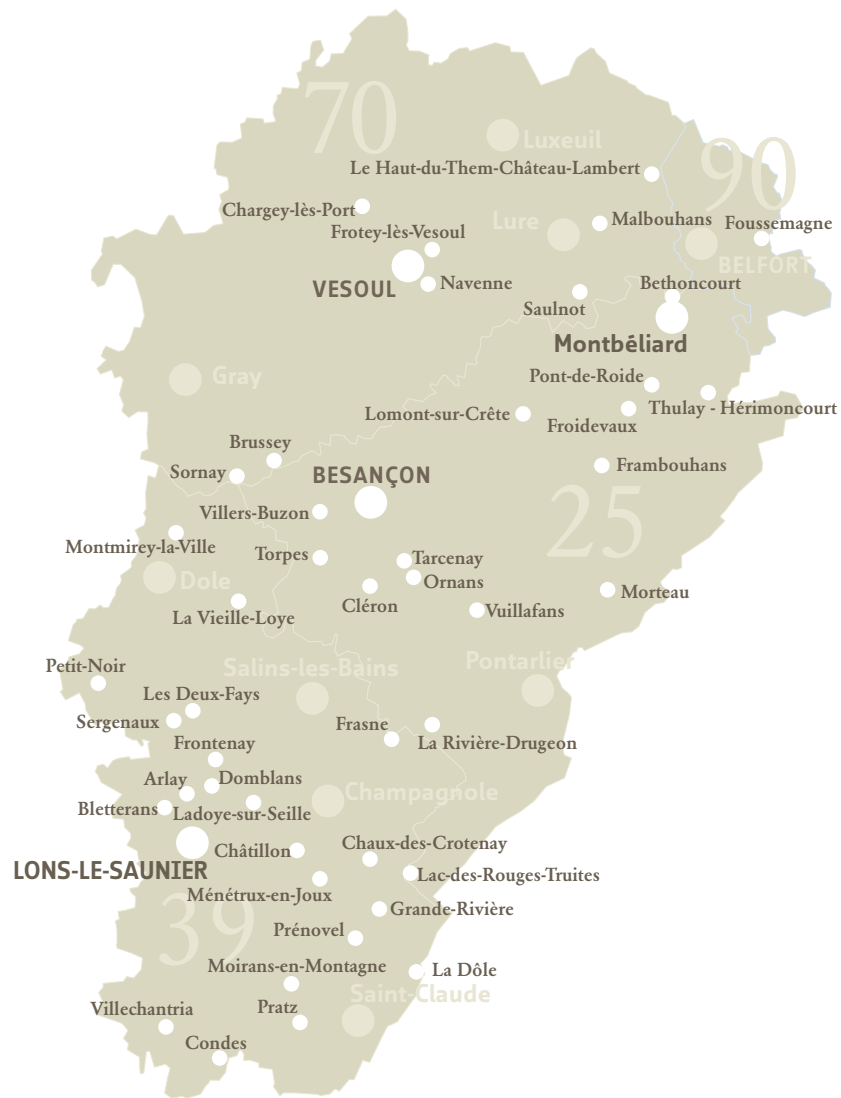 70
Luxeuil
90
Le Haut-du-Them-Château-Lambert
Chargey-lès-Port
Lure
Malbouhans
Foussemagne
Frotey-lès-Vesoul
BELFORT
VESOUL
Navenne
Bethoncourt
Saulnot
Montbéliard
Gray
Pont-de-Roide
Lomont-sur-Crête
Thulay - Hérimoncourt
Froidevaux
Brussey
Sornay
BESANÇON
Frambouhans
Villers-Buzon
25
Montmirey-la-Ville
Torpes
Tarcenay
Dole
Ornans
Morteau
Cléron
La Vieille-Loye
Vuillafans
Petit-Noir
Salins-les-Bains
Pontarlier
Les Deux-Fays
Sergenaux
Frasne
Frontenay
La Rivière-Drugeon
Arlay
Domblans
Champagnole
Bletterans
Ladoye-sur-Seille
Châtillon
Chaux-des-Crotenay
LONS-LE-SAUNIER
Lac-des-Rouges-Truites
Ménétrux-en-Joux
Grande-Rivière
39
Prénovel
Moirans-en-Montagne
La Dôle
Saint-Claude
Villechantria
Pratz
Condes